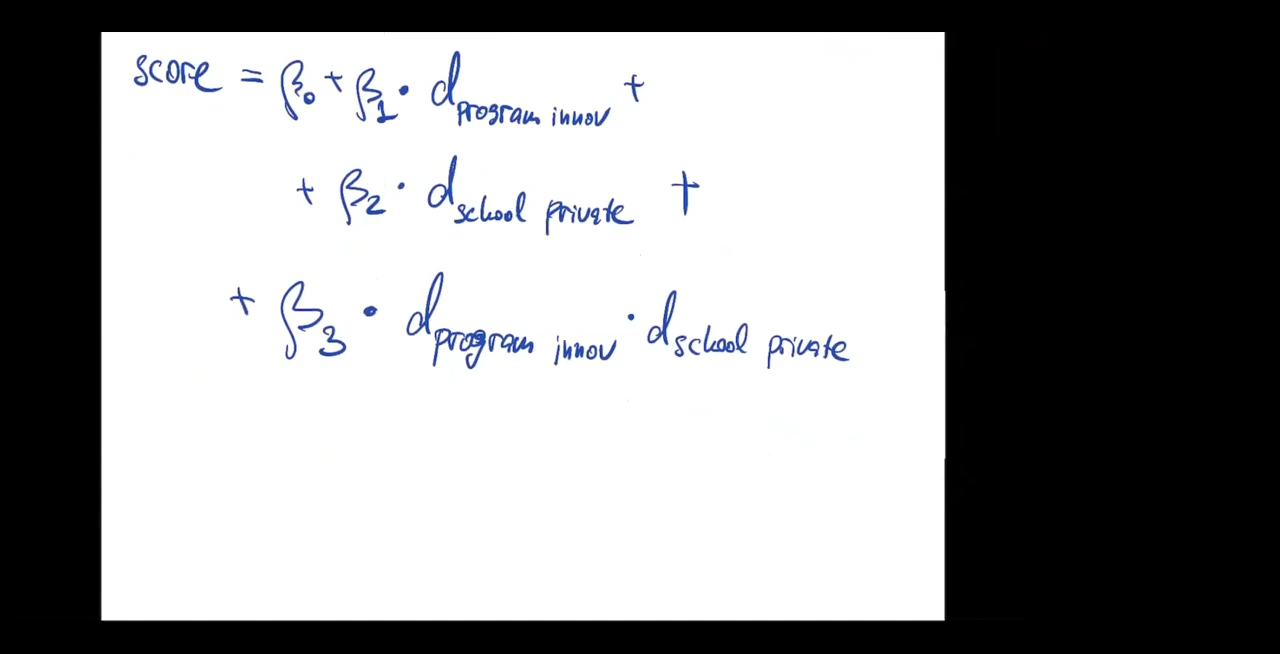 score = β₀ + β₁ · d_program innov +
+ β₂ · d_school private +
+ β₃ · d_program innov · d_school private